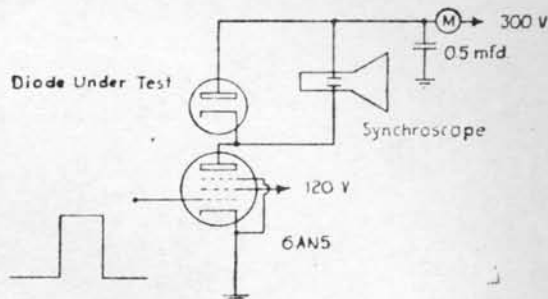 M
300 V
0.5 mfd.
Diode Under Test
Synchroscope
120 V
6AN5